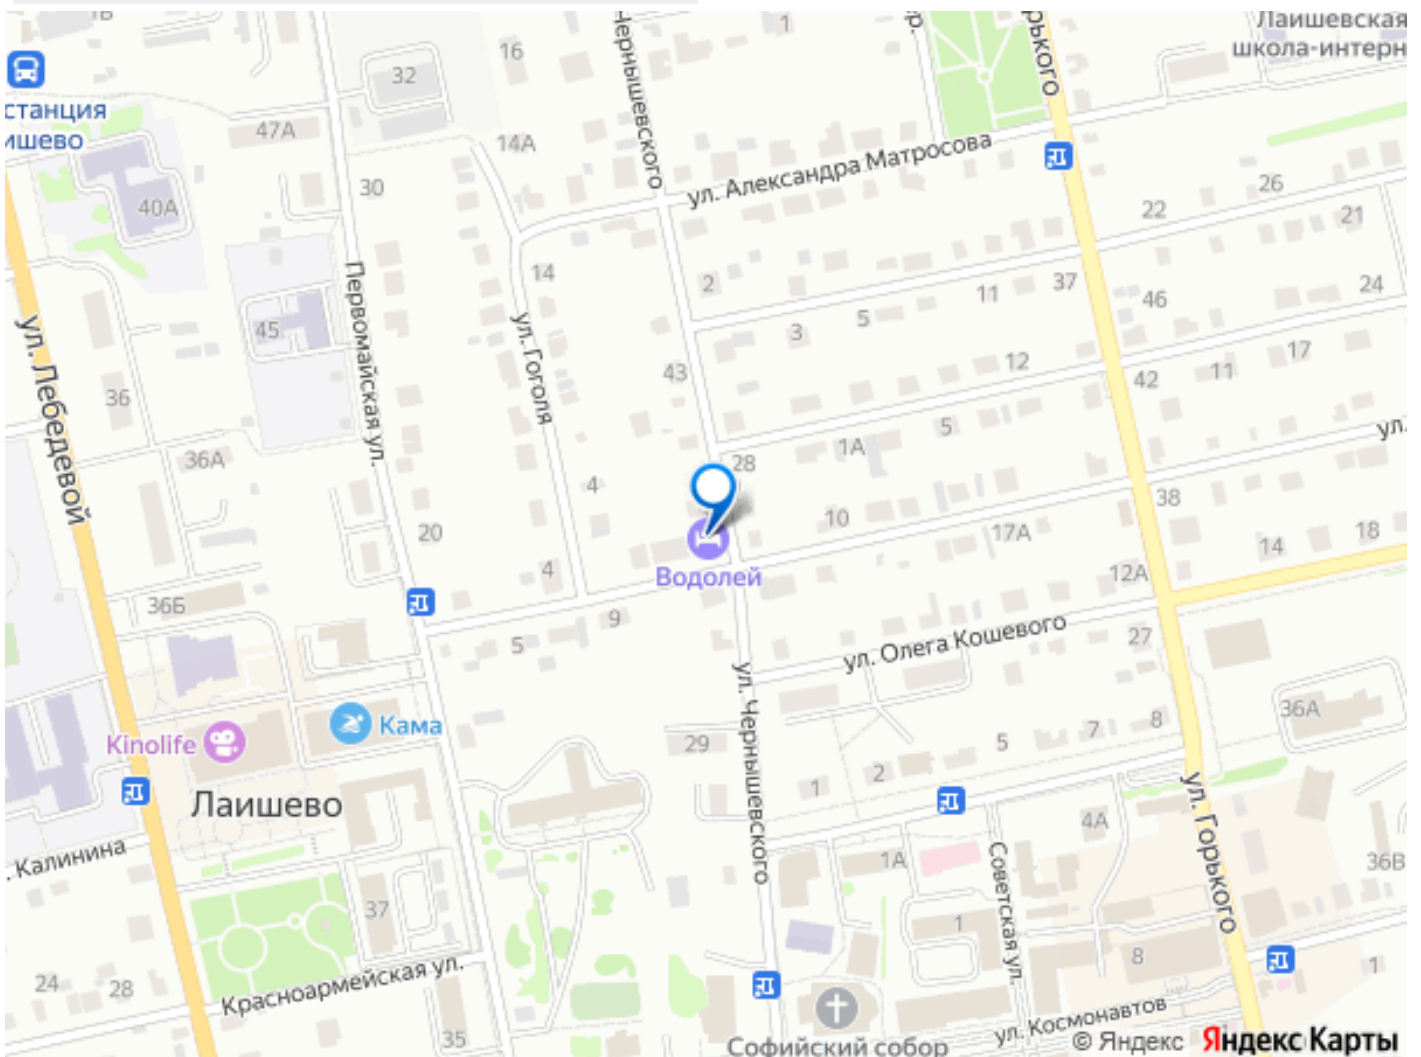 1В
16
Чернышевского
1
ер.
рького
Лаишевская
школа-интерн
32
станция
ишево
47А
14А
ул. Александра Матросова
30
40А
26
22
21
14
2
Первомайская ул.
ул. Гоголя
37
11
46
24
45
5
3
ул. Лебедевой
43
12
17
36
42
11
5
1А
ул.
36А
28
4
38
10
20
17А
18
14
Водолей
4
12А
36Б
9
ул. Олега Кошевого
27
5
ул. Чернышевского
36А
Kinolife
Кама
29
5
7
8
2
1
ул. Горького
Лаишево
4А
. Калинина
1А
Советская ул.
36В
37
1
8
1
24
28
Красноармейская ул.
35
ул. Космонавтов
Софийский собор
© Яндекс Яндекс Карты